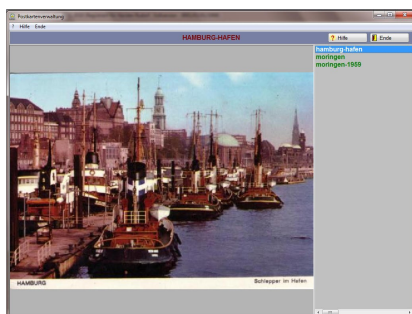 Postkartenverwaltung
Hilfe Ende
HAMBURG-HAFEN
? Hilfe
Ende
hamburg-hafen
moringen
moringen-1959
HAMBURG
Schlepper im Hafen